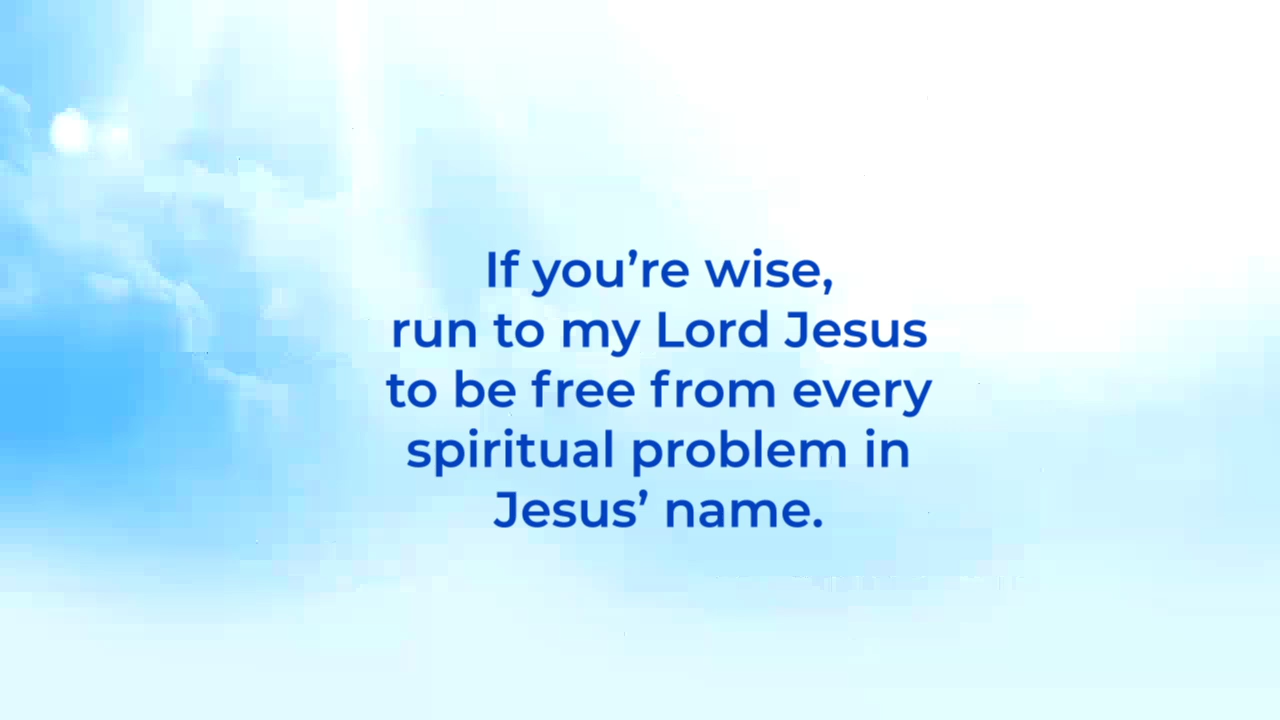 If you’re wise,
run to my Lord Jesus
to be free from every
spiritual problem in
Jesus’ name.